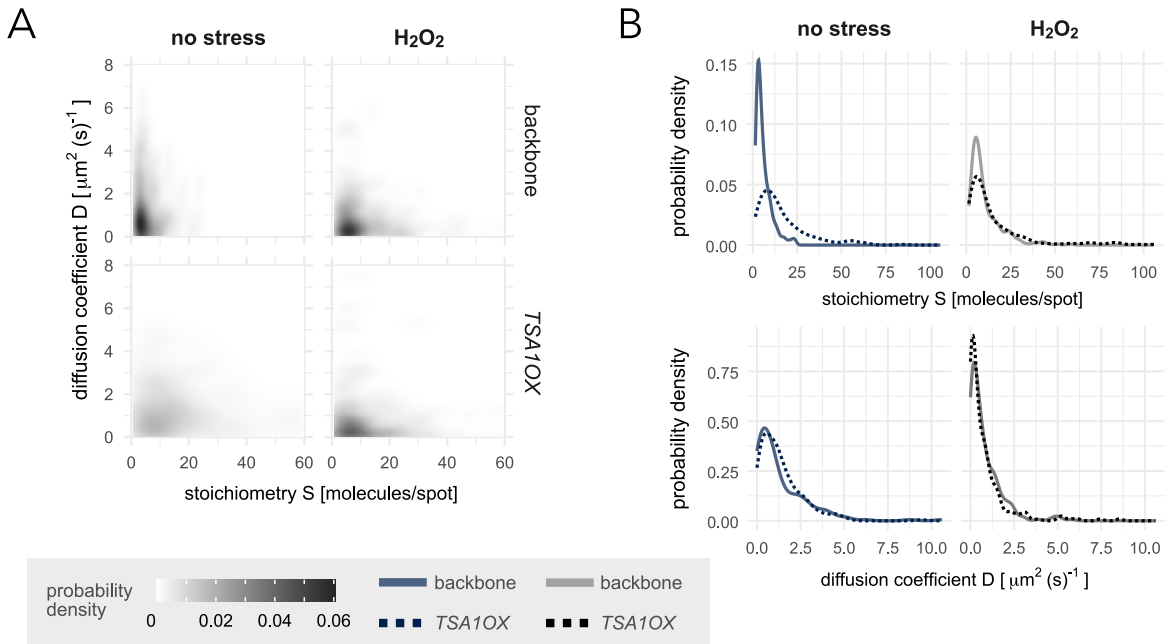 A
no stress
H₂O₂
8
6
4
2
0
backbone
8
6
4
2
0
TSA1OX
diffusion coefficient D [ μm² (s)⁻¹ ]
0 20 40 60
0 20 40 60
stoichiometry S [molecules/spot]
B
no stress
H₂O₂
probability density
0.15
0.10
0.05
0.00
0 25 50 75 100
0 25 50 75 100
stoichiometry S [molecules/spot]
probability density
0.75
0.50
0.25
0.00
0.0 2.5 5.0 7.5 10.0
0.0 2.5 5.0 7.5 10.0
diffusion coefficient D [ μm² (s)⁻¹ ]
probability
density
0 0.02 0.04 0.06
backbone
backbone
TSA1OX
TSA1OX